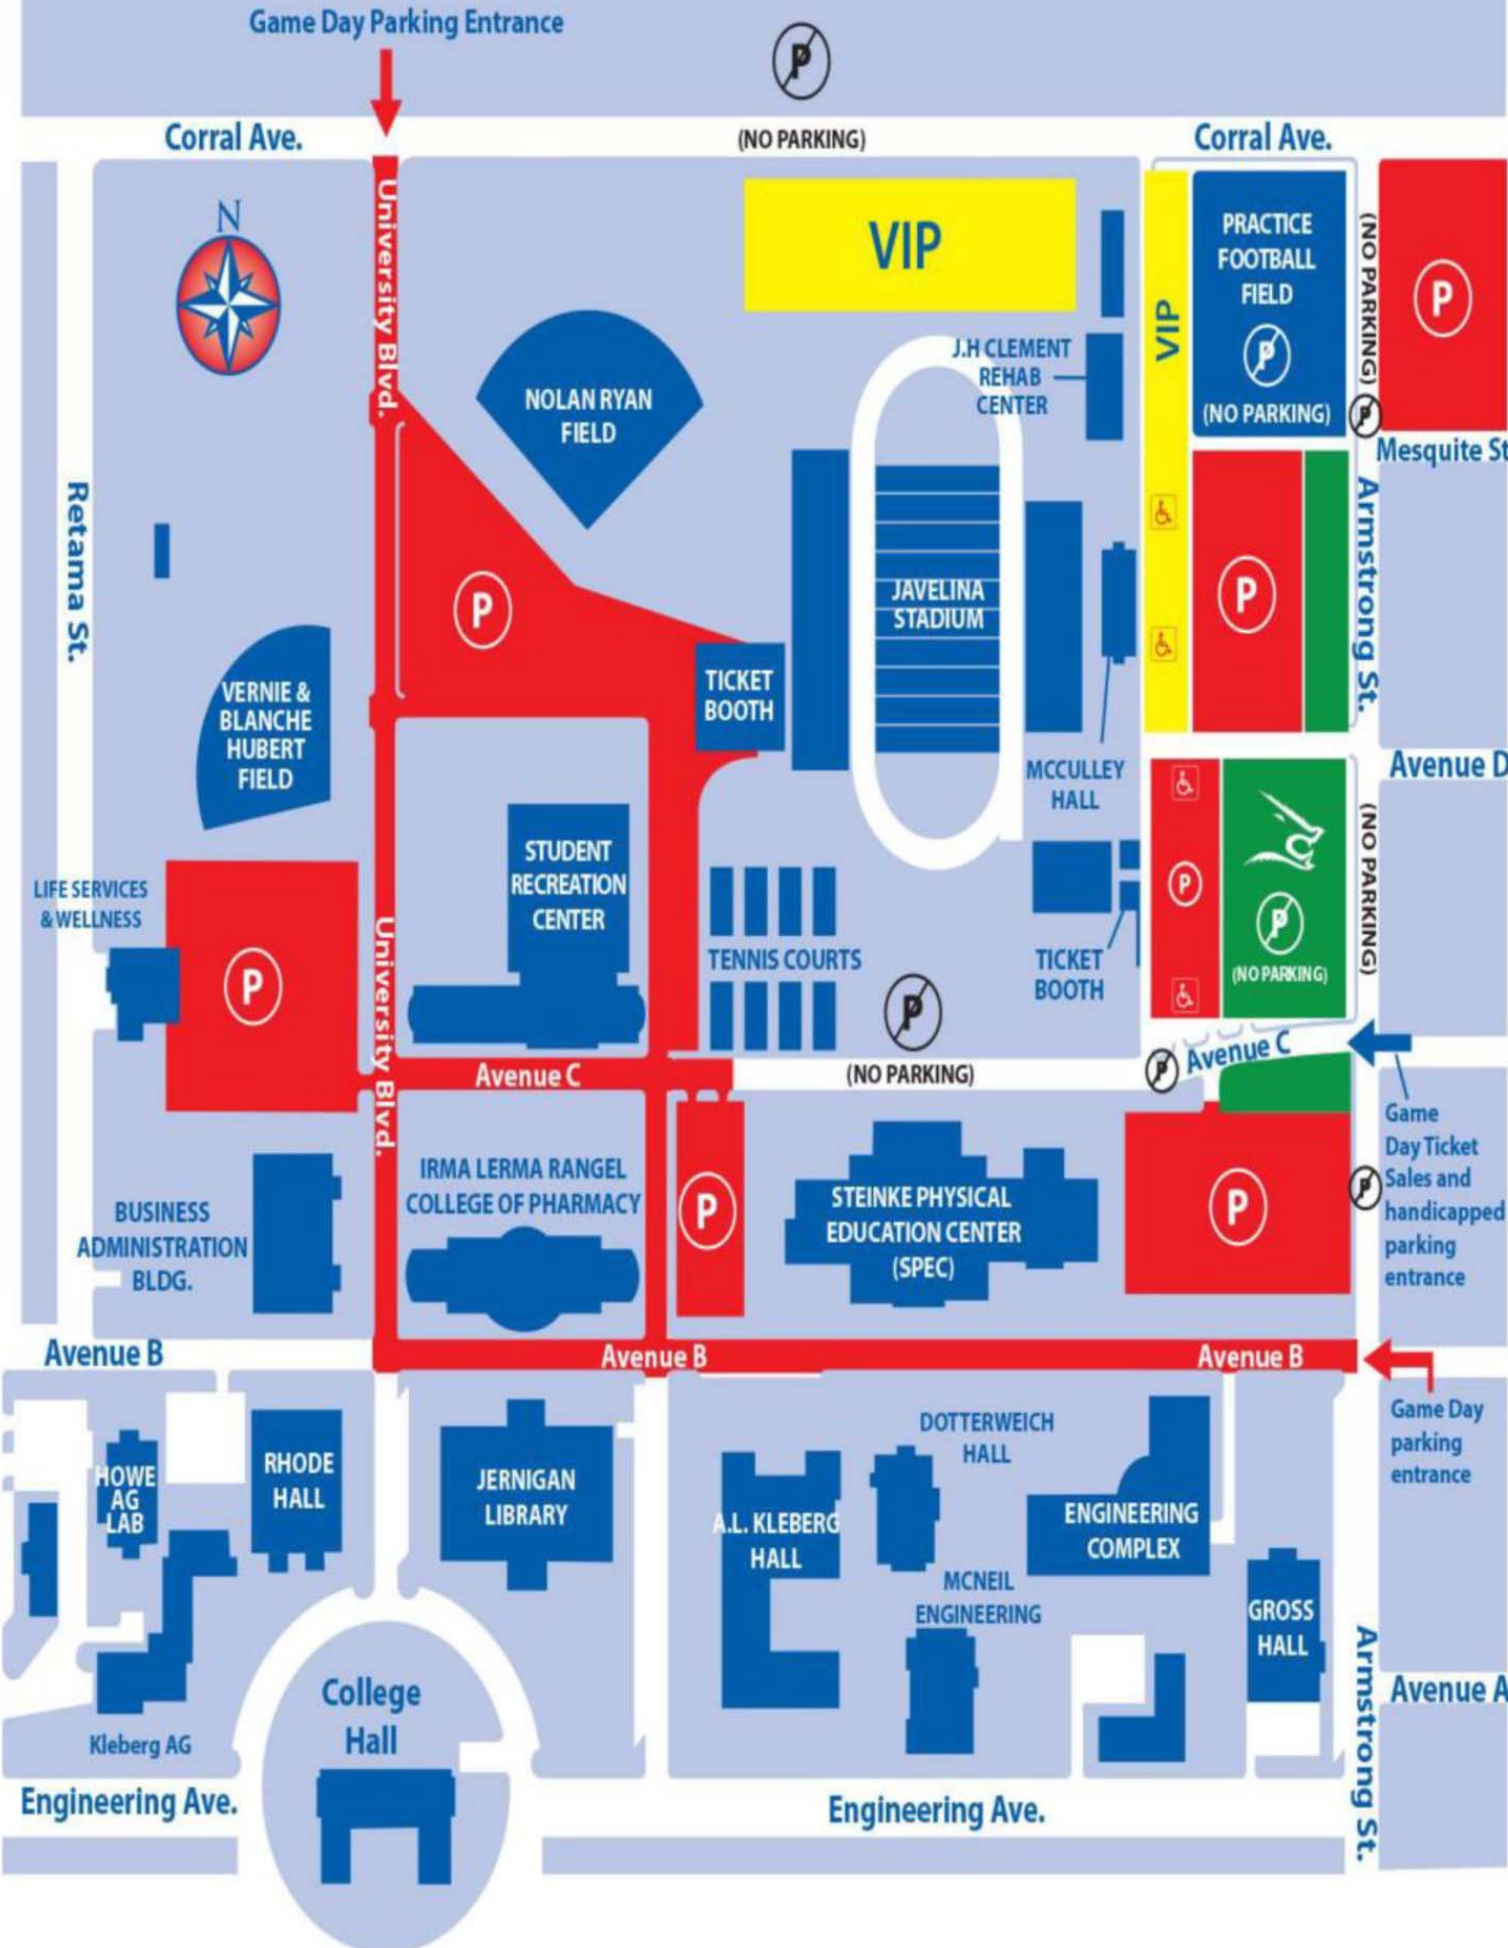 Game Day Parking Entrance
P
Corral Ave.
(NO PARKING)
Corral Ave.
N
University Blvd.
VIP
VIP
PRACTICE
FOOTBALL
FIELD
P
(NO PARKING)
(NO PARKING)
P
P
Mesquite St
J.H CLEMENT
REHAB
CENTER
NOLAN RYAN
FIELD
Retama St.
P
JAVELINA
STADIUM
P
Armstrong St.
TICKET
BOOTH
VERNIE &
BLANCHE
HUBERT
FIELD
MCCULLEY
HALL
Avenue D
STUDENT
RECREATION
CENTER
LIFE SERVICES
& WELLNESS
P
University Blvd.
TENNIS COURTS
TICKET
BOOTH
P
P
(NO PARKING)
(NO PARKING)
P
Avenue C
(NO PARKING)
P
Avenue C
Game
Day Ticket
Sales and
handicapped
parking
entrance
IRMA LERMA RANGEL
COLLEGE OF PHARMACY
P
STEINKE PHYSICAL
EDUCATION CENTER
(SPEC)
P
P
BUSINESS
ADMINISTRATION
BLDG.
Avenue B
Avenue B
Avenue B
Game Day
parking
entrance
HOWE
AG
LAB
RHODE
HALL
JERNIGAN
LIBRARY
A.L. KLEBERG
HALL
DOTTERWEICH
HALL
ENGINEERING
COMPLEX
MCNEIL
ENGINEERING
GROSS
HALL
Armstrong St.
Avenue A
College
Hall
Kleberg AG
Engineering Ave.
Engineering Ave.